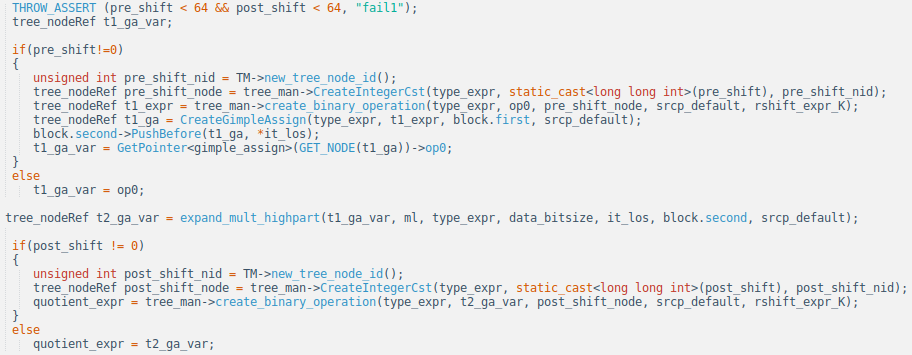 THROW_ASSERT (pre_shift < 64 && post_shift < 64, "fail1");
tree_nodeRef t1_ga_var;
if(pre_shift!=0)
{
unsigned int pre_shift_nid = TM->new_tree_node_id();
tree_nodeRef pre_shift_node = tree_man->CreateIntegerCst(type_expr, static_cast<long long int>(pre_shift), pre_shift_nid);
tree_nodeRef t1_expr = tree_man->create_binary_operation(type_expr, op0, pre_shift_node, srcp_default, rshift_expr_K);
tree_nodeRef t1_ga = CreateGimpleAssign(type_expr, t1_expr, block.first, srcp_default);
block.second->PushBefore(t1_ga, *it_los);
t1_ga_var = GetPointer<gimple_assign>(GET_NODE(t1_ga))->op0;
}
else
t1_ga_var = op0;
tree_nodeRef t2_ga_var = expand_mult_highpart(t1_ga_var, ml, type_expr, data_bitsize, it_los, block.second, srcp_default);
if(post_shift != 0)
{
unsigned int post_shift_nid = TM->new_tree_node_id();
tree_nodeRef post_shift_node = tree_man->CreateIntegerCst(type_expr, static_cast<long long int>(post_shift), post_shift_nid);
quotient_expr = tree_man->create_binary_operation(type_expr, t2_ga_var, post_shift_node, srcp_default, rshift_expr_K);
}
else
quotient_expr = t2_ga_var;